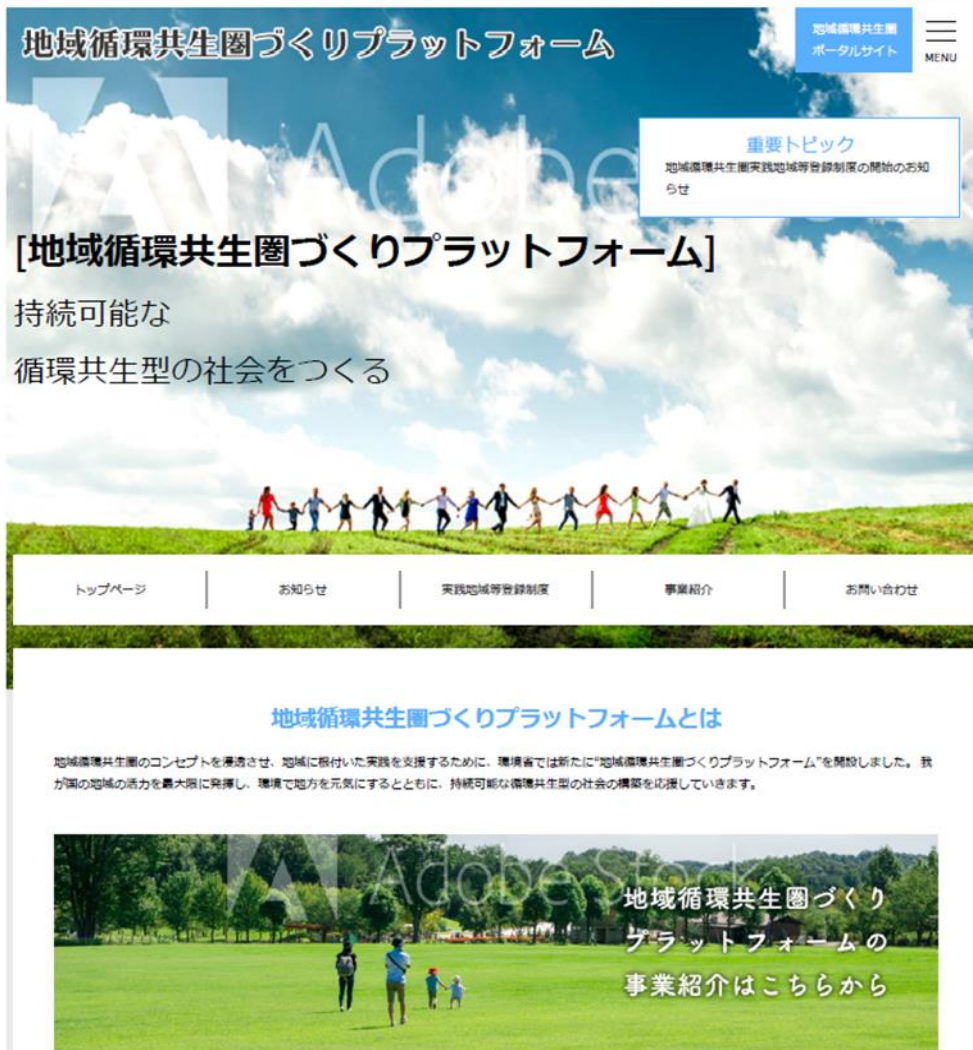 地域循環共生圏づくりプラットフォーム
地域循環共生圏
ポータルサイト
MENU
Adobe
重要トピック
地域循環共生圏実践地域等登録制度の開始のお知
らせ
[地域循環共生圏づくりプラットフォーム]
持続可能な
循環共生型の社会をつくる
トップページ
お知らせ
実践地域等登録制度
事業紹介
お問い合わせ
地域循環共生圏づくりプラットフォームとは
地域循環共生圏のコンセプトを浸透させ、地域に根付いた実践を支援するために、環境省では新たに“地域循環共生圏づくりプラットフォーム”を開設しました。 我
が国の地域の活力を最大限に発揮し、環境で地方を元気にするとともに、持続可能な循環共生型の社会の構築を応援していきます。
Adobe Stock
地域循環共生圏づくり
プラットフォームの
事業紹介はこちらから